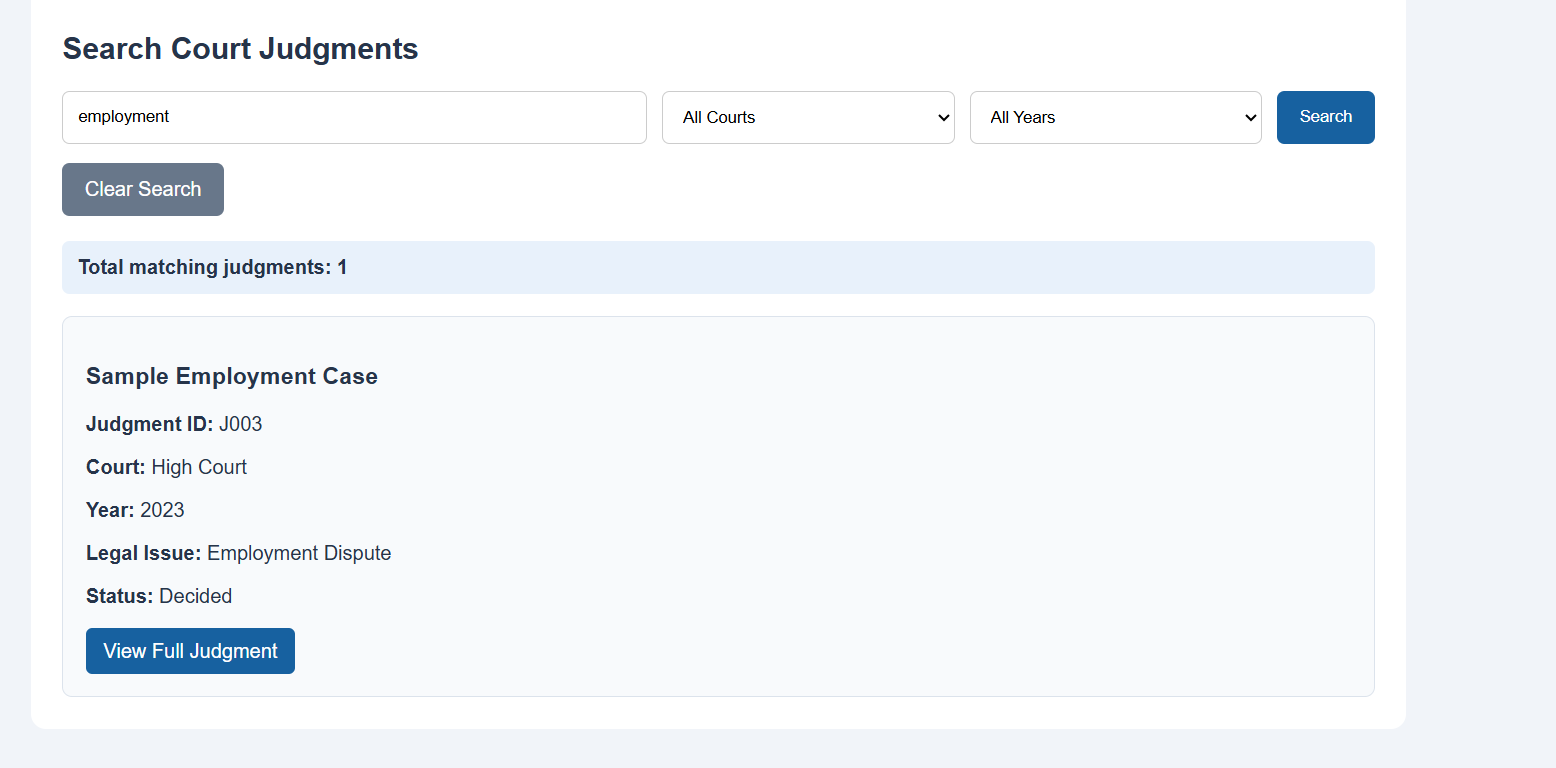 Search Court Judgments
employment
All Courts
All Years
Search
Clear Search
Total matching judgments: 1
Sample Employment Case
Judgment ID: J003
Court: High Court
Year: 2023
Legal Issue: Employment Dispute
Status: Decided
View Full Judgment